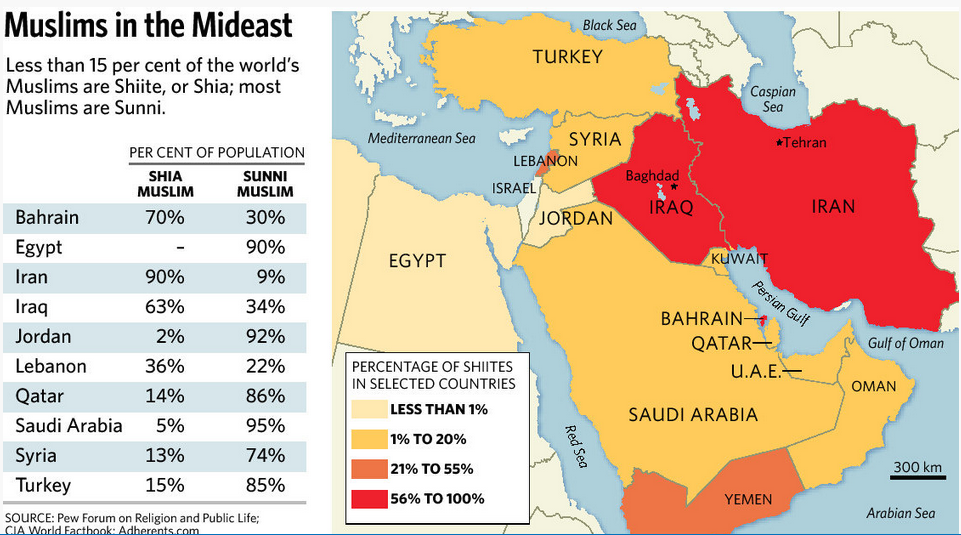 Muslims in the Mideast
Less than 15 per cent of the world's
Muslims are Shiite, or Shia; most
Muslims are Sunni.
PER CENT OF POPULATION
SHIA MUSLIM SUNNI MUSLIM
Bahrain 70% 30%
Egypt – 90%
Iran 90% 9%
Iraq 63% 34%
Jordan 2% 92%
Lebanon 36% 22%
Qatar 14% 86%
Saudi Arabia 5% 95%
Syria 13% 74%
Turkey 15% 85%
SOURCE: Pew Forum on Religion and Public Life;
CIA World Factbook; Adherents.com
Black Sea
TURKEY
Caspian
Sea
Mediterranean Sea
SYRIA
Tehran
LEBANON
Baghdad
ISRAEL
IRAQ
IRAN
JORDAN
EGYPT
KUWAIT
Persian Gulf
BAHRAIN
QATAR
Gulf of Oman
U.A.E.
OMAN
SAUDI ARABIA
Red Sea
YEMEN
300 km
Arabian Sea
PERCENTAGE OF SHIITES
IN SELECTED COUNTRIES
LESS THAN 1%
1% TO 20%
21% TO 55%
56% TO 100%